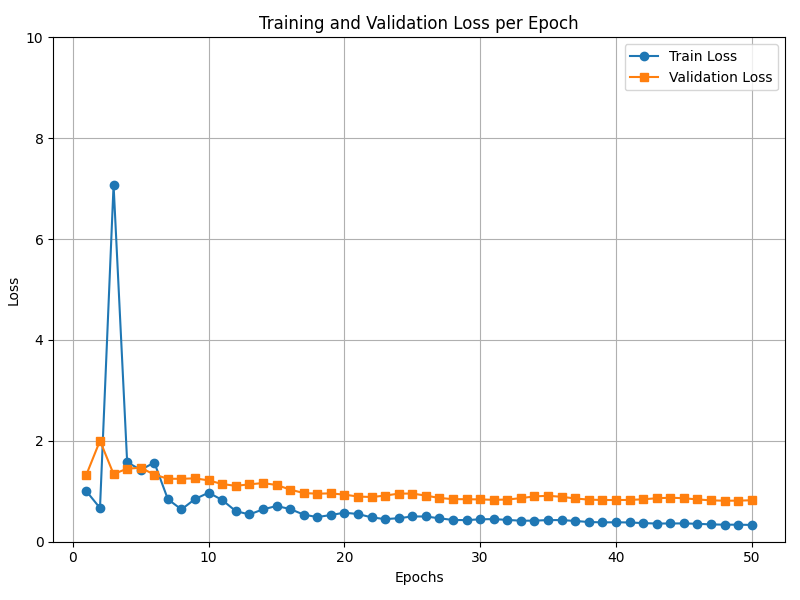 Training and Validation Loss per Epoch
Train Loss
Validation Loss
10
8
6
4
2
0
Loss
0 10 20 30 40 50
Epochs